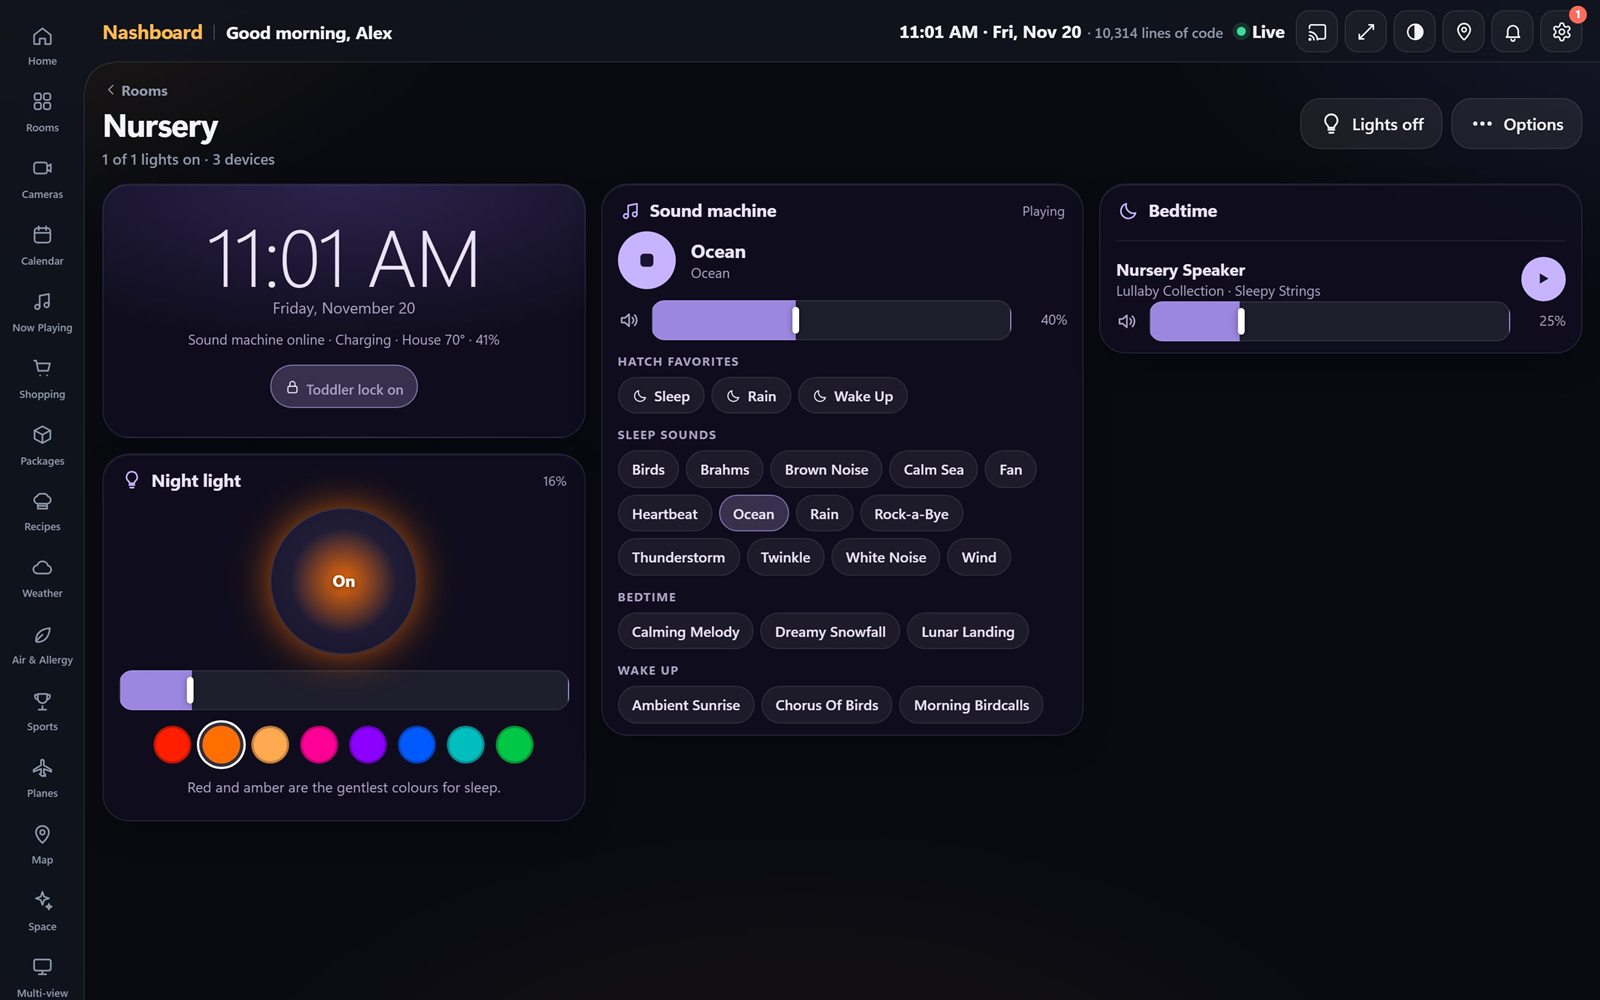 Nashboard
Good morning, Alex
11:01 AM · Fri, Nov 20 · 10,314 lines of code
Live
1
Home
Rooms
Cameras
Calendar
Now Playing
Shopping
Packages
Recipes
Weather
Air & Allergy
Sports
Planes
Map
Space
Multi-view
Rooms
Nursery
1 of 1 lights on · 3 devices
Lights off
Options
11:01 AM
Friday, November 20
Sound machine online · Charging · House 70° · 41%
Toddler lock on
Night light
16%
On
Red and amber are the gentlest colours for sleep.
Sound machine
Playing
Ocean
Ocean
40%
HATCH FAVORITES
Sleep Rain Wake Up
SLEEP SOUNDS
Birds Brahms Brown Noise Calm Sea Fan
Heartbeat Ocean Rain Rock-a-Bye
Thunderstorm Twinkle White Noise Wind
BEDTIME
Calming Melody Dreamy Snowfall Lunar Landing
WAKE UP
Ambient Sunrise Chorus Of Birds Morning Birdcalls
Bedtime
Nursery Speaker
Lullaby Collection · Sleepy Strings
25%